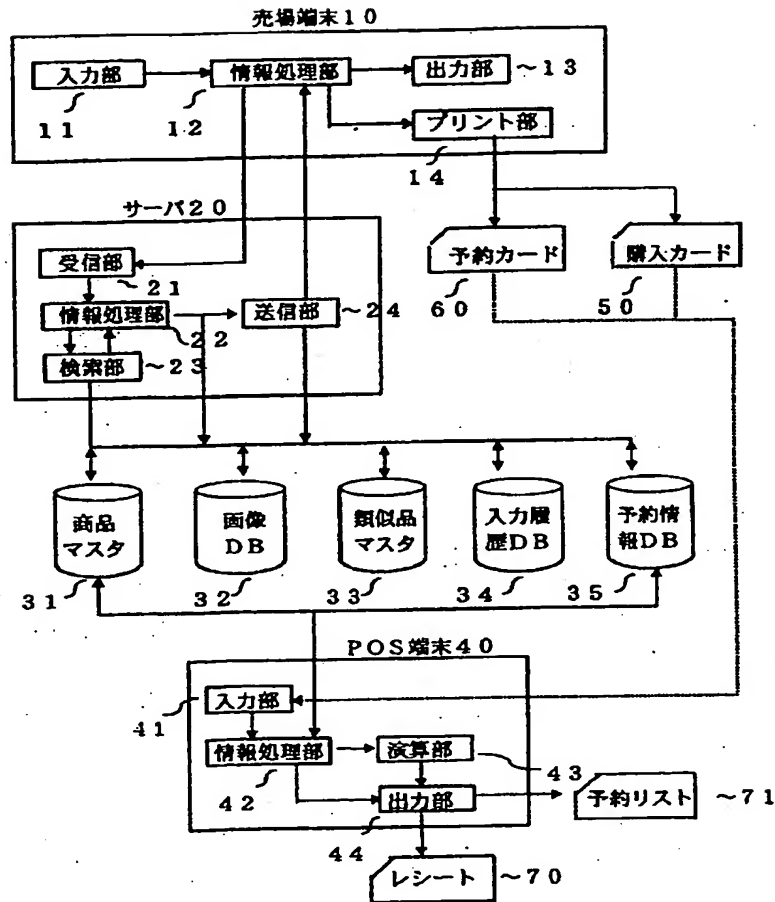 売場端末10
入力部
11
情報処理部
12
出力部
~13
プリント部
14
サーバ20
受信部
21
情報処理部
22
検索部
~23
送信部
~24
予約カード
60
購入カード
50
商品
マスタ
31
画像
DB
32
類似品
マスタ
33
入力履
歴DB
34
予約情
報DB
35
POS端末40
入力部
41
情報処理部
42
演算部
43
出力部
44
予約リスト
~71
レシート
~70